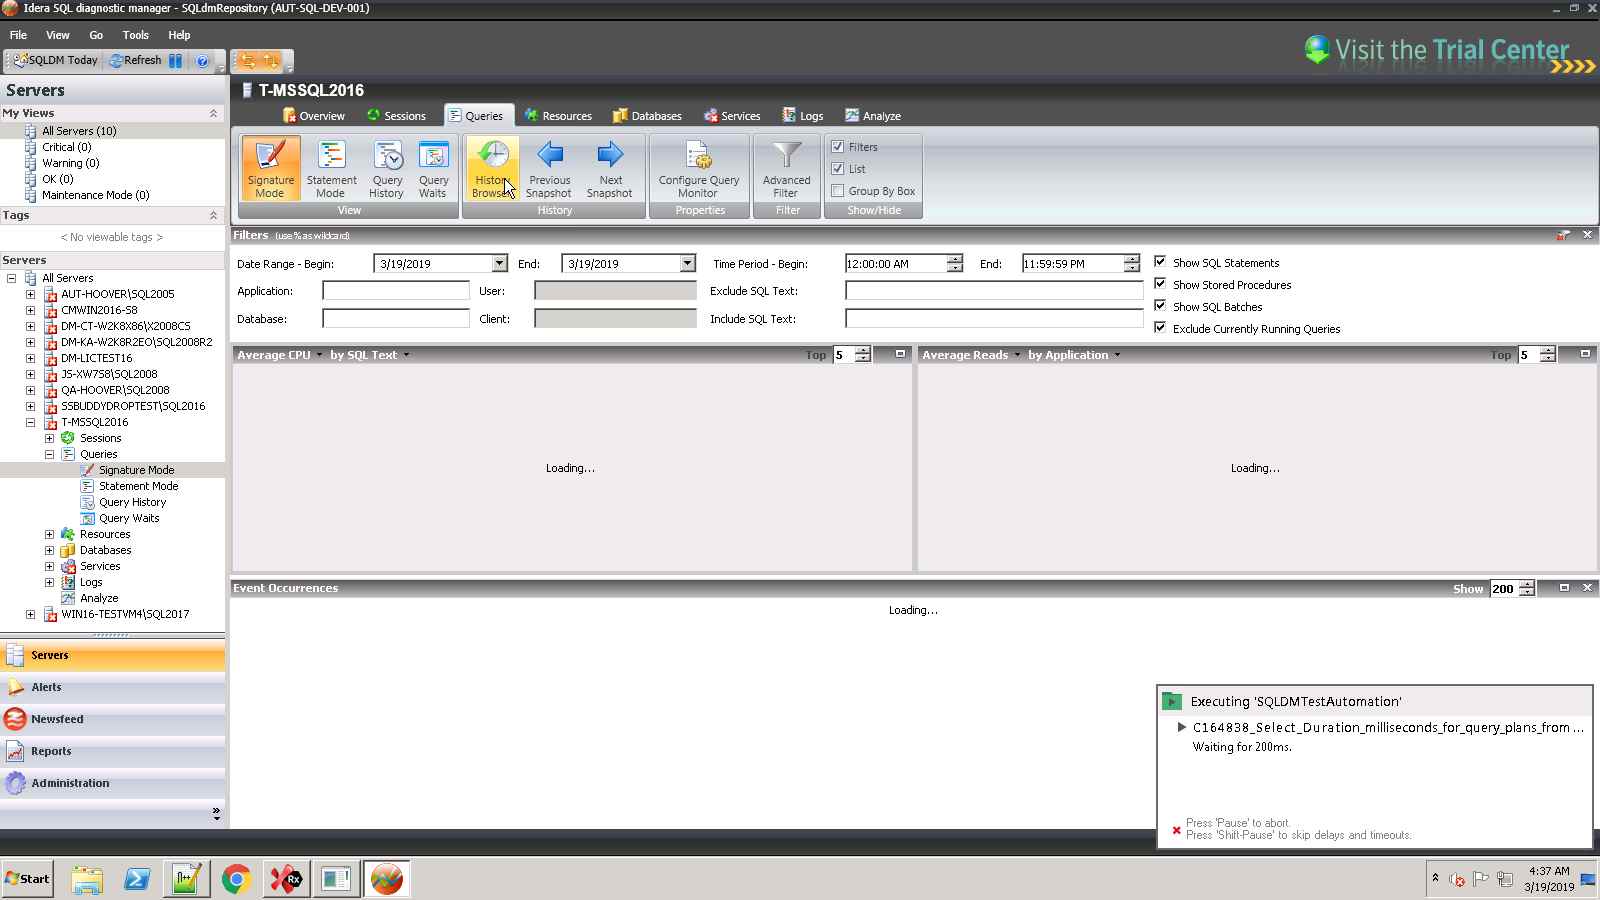 Idera SQL diagnostic manager - SQLdmRepository (AUT-SQL-DEV-001)
File View Go Tools Help
SQLDM Today Refresh
Visit the Trial Center
Servers
My Views
All Servers (10)
Critical (0)
Warning (0)
OK (0)
Maintenance Mode (0)
Tags
< No viewable tags >
Servers
All Servers
AUT-HOOVER\SQL2005
CMWIN2016-58
DM-CT-W2K8X86\X2008CS
DM-KA-W2K8R2EO\SQL2008R2
DM-LICTEST16
JS-XW7S8\SQL2008
QA-HOOVER\SQL2008
SSBUDDYDROPTEST\SQL2016
T-MSSQL2016
Sessions
Queries
Signature Mode
Statement Mode
Query History
Query Waits
Resources
Databases
Services
Logs
Analyze
WIN16-TESTVM4\SQL2017
Servers
Alerts
Newsfeed
Reports
Administration
T-MSSQL2016
Overview Sessions Queries Resources Databases Services Logs Analyze
Signature Mode
Statement Mode
Query History
Query Waits
View
History
Previous Snapshot
Next Snapshot
History
Configure Query Monitor
Properties
Advanced Filter
Filter
Filters
List
Group By Box
Show/Hide
Filters (use % as wildcard)
Date Range - Begin: 3/19/2019 End: 3/19/2019 Time Period - Begin: 12:00:00 AM End: 11:59:59 PM Show SQL Statements
Show Stored Procedures
Application: User: Exclude SQL Text:
Show SQL Batches
Database: Client: Include SQL Text:
Exclude Currently Running Queries
Average CPU by SQL Text Top 5
Loading...
Average Reads by Application Top 5
Loading...
Event Occurrences Show 200
Loading...
Executing 'SQLDMTestAutomation'
C164838_Select_Duration_milliseconds_for_query_plans_from ...
Waiting for 200ms.
Press 'Pause' to abort.
Press 'Shift-Pause' to skip delays and timeouts.
Start
n++
Rx
4:37 AM
3/19/2019